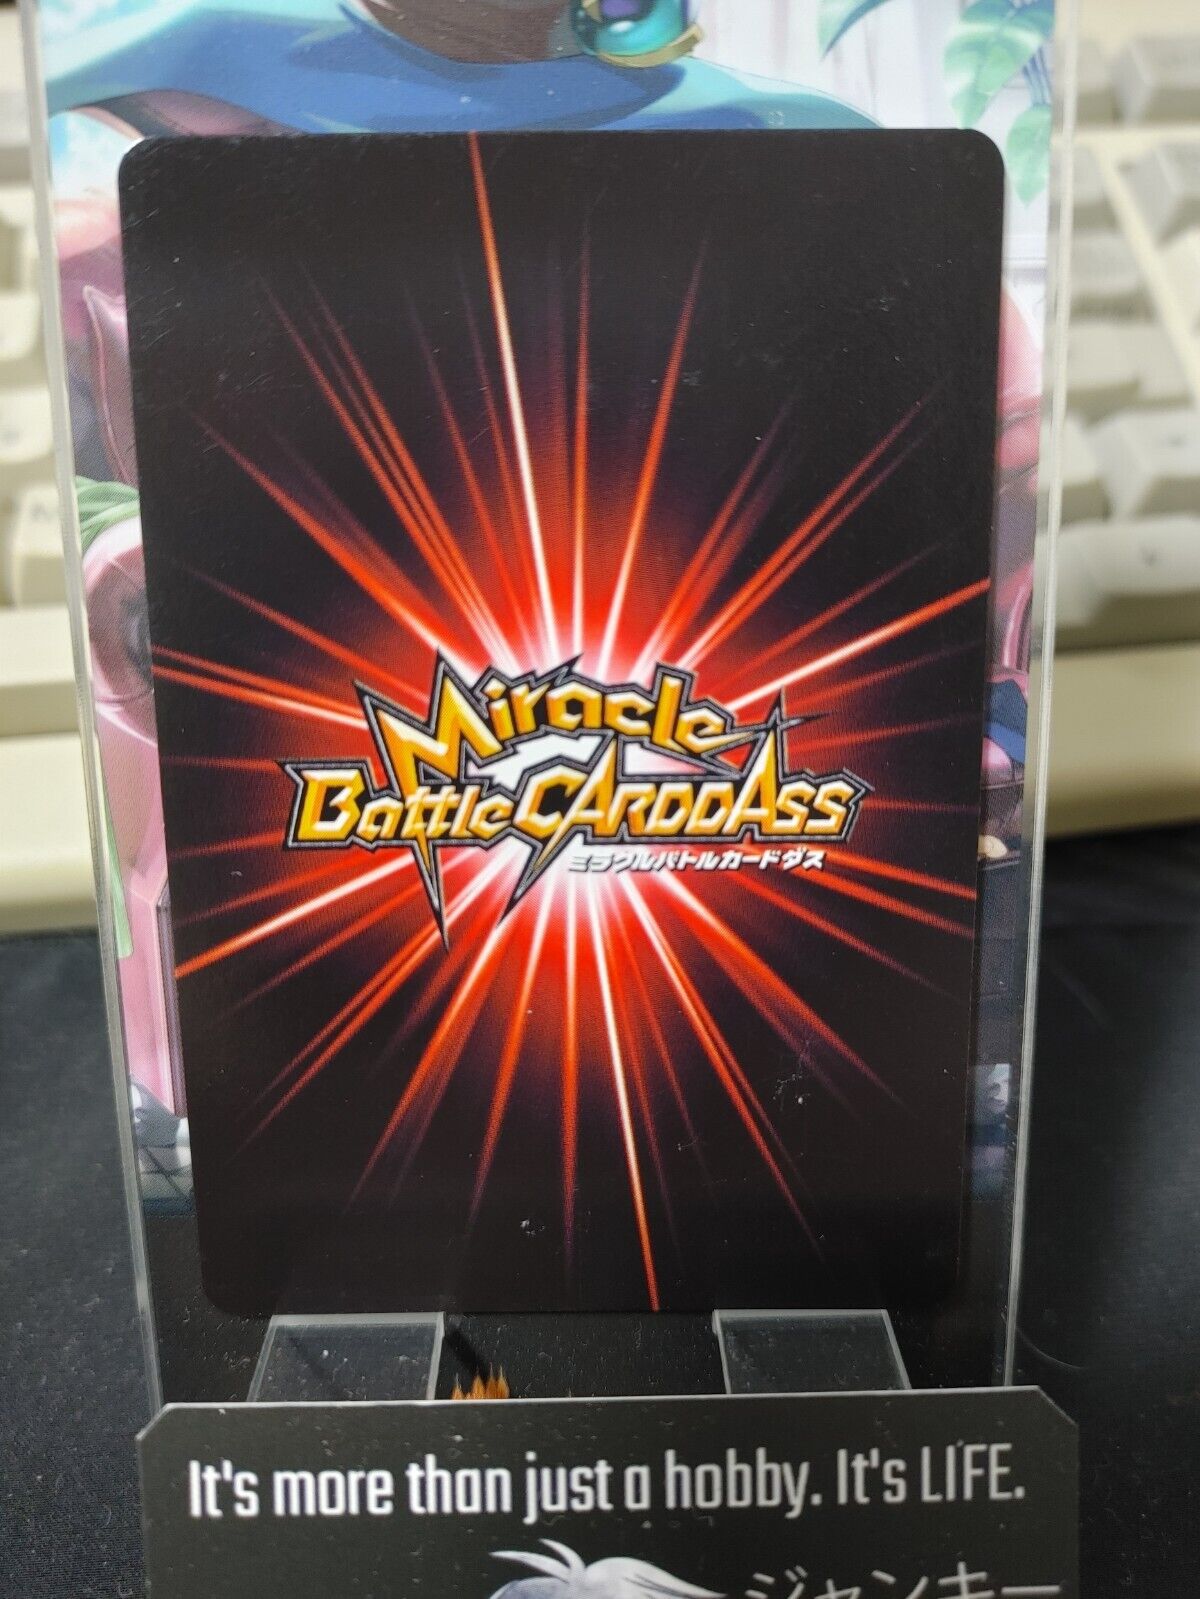 Miracle
Battle CARDDASS
ミラクルバトルカードダス
It's more than just a hobby. It's LIFE.
ジャンキー